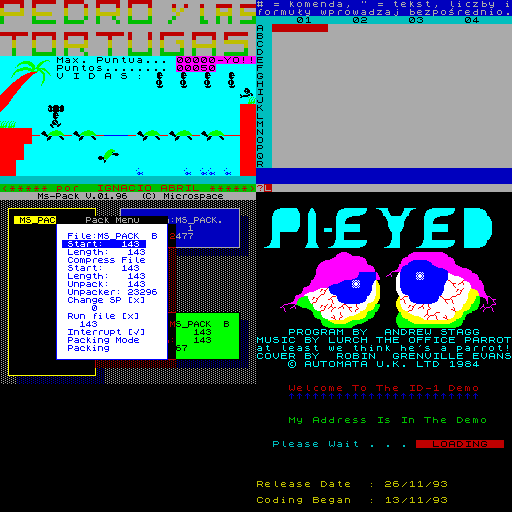 PEDRO Y LAS
TORTUGAS
Max. Puntua... 00000-YO!!
Puntos........ 00050
V I D A S :
<***** por IGNACIO ABRIL *****>
# = komenda, " = tekst, liczby i
formuły wprowadzaj bezpośrednio.
01 02 03 04
A
B
C
D
E
F
G
H
I
J
K
L
M
N
O
P
Q
R
?
Ms-Pack V.01.96 (C) Microspace
MS_PAC
Pack Menu
:MS_PACK.
1
477
File:MS_PACK B
Start: 143
Length: 143
Compress File
Start: 143
Length: 143
Unpack: 143
Unpacker: 23296
Change SP [x]
0
Run file [x]
143
Interrupt [√]
Packing Mode
Packing
MS_PACK B
143
143
67
PI-EYED
PROGRAM BY ANDREW STAGG
MUSIC BY LURCH THE OFFICE PARROT
at least we think he's a parrot!
COVER BY ROBIN GRENVILLE EVANS
© AUTOMATA U.K. LTD 1984
Welcome To The ID-1 Demo
My Address Is In The Demo
Please Wait . . . LOADING
Release Date : 26/11/93
Coding Began : 13/11/93